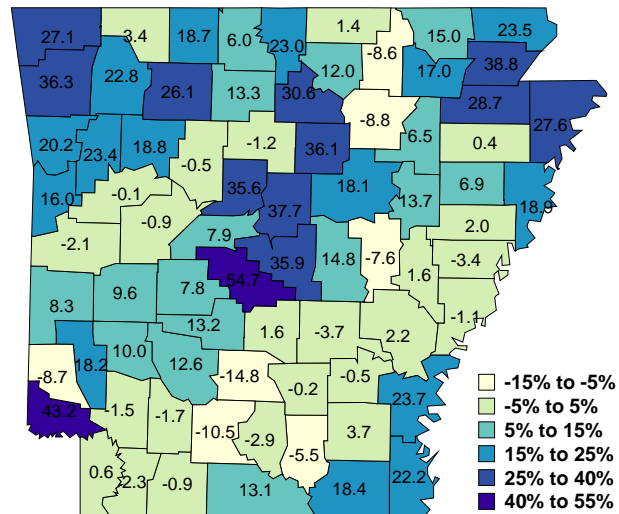 1.4
27.1 3.4 18.7 6.0 23.0 -8.6 15.0 23.5
36.3 22.8 26.1 13.3 30.6 12.0 17.0 38.8
-8.8 28.7 27.6
20.2 23.4 18.8 -0.5 -1.2 36.1 6.5 0.4
16.0 -0.1 35.6 18.1 13.7 6.9 18.9
-0.9 37.7 2.0
-2.1 7.9 35.9 14.8 -7.6 1.6 -3.4
8.3 9.6 7.8 54.7 -1.1
13.2 1.6 -3.7 2.2
-8.7 18.2 10.0 12.6 -14.8 -0.2 -0.5 23.7
43.2 -1.5 -1.7 -10.5 -2.9 -5.5 3.7
0.6 2.3 -0.9 13.1 18.4 22.2
-15% to -5%
-5% to 5%
5% to 15%
15% to 25%
25% to 40%
40% to 55%